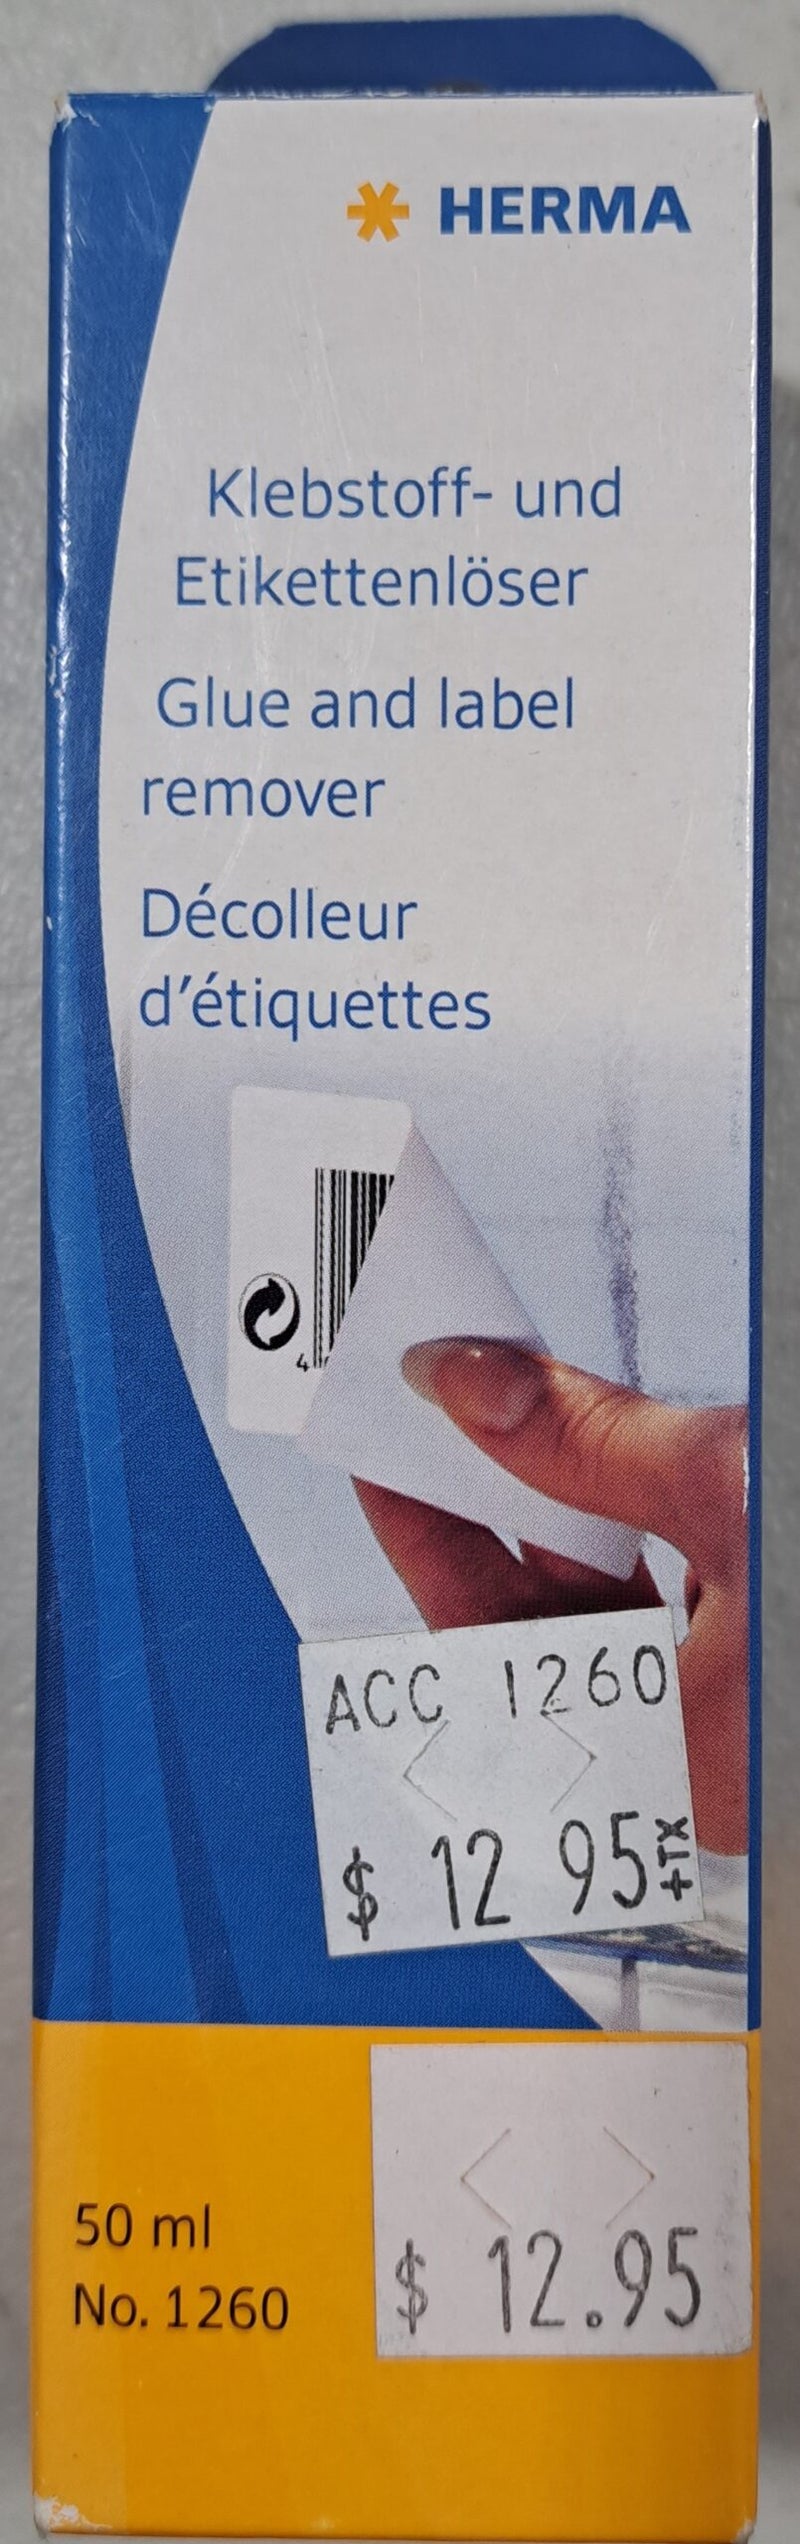 HERMA
Klebstoff- und
Etikettenlöser
Glue and label
remover
Décolleur
d'étiquettes
4
ACC 1260
$ 12 95 +TX
50 ml
No. 1260
$ 12.95